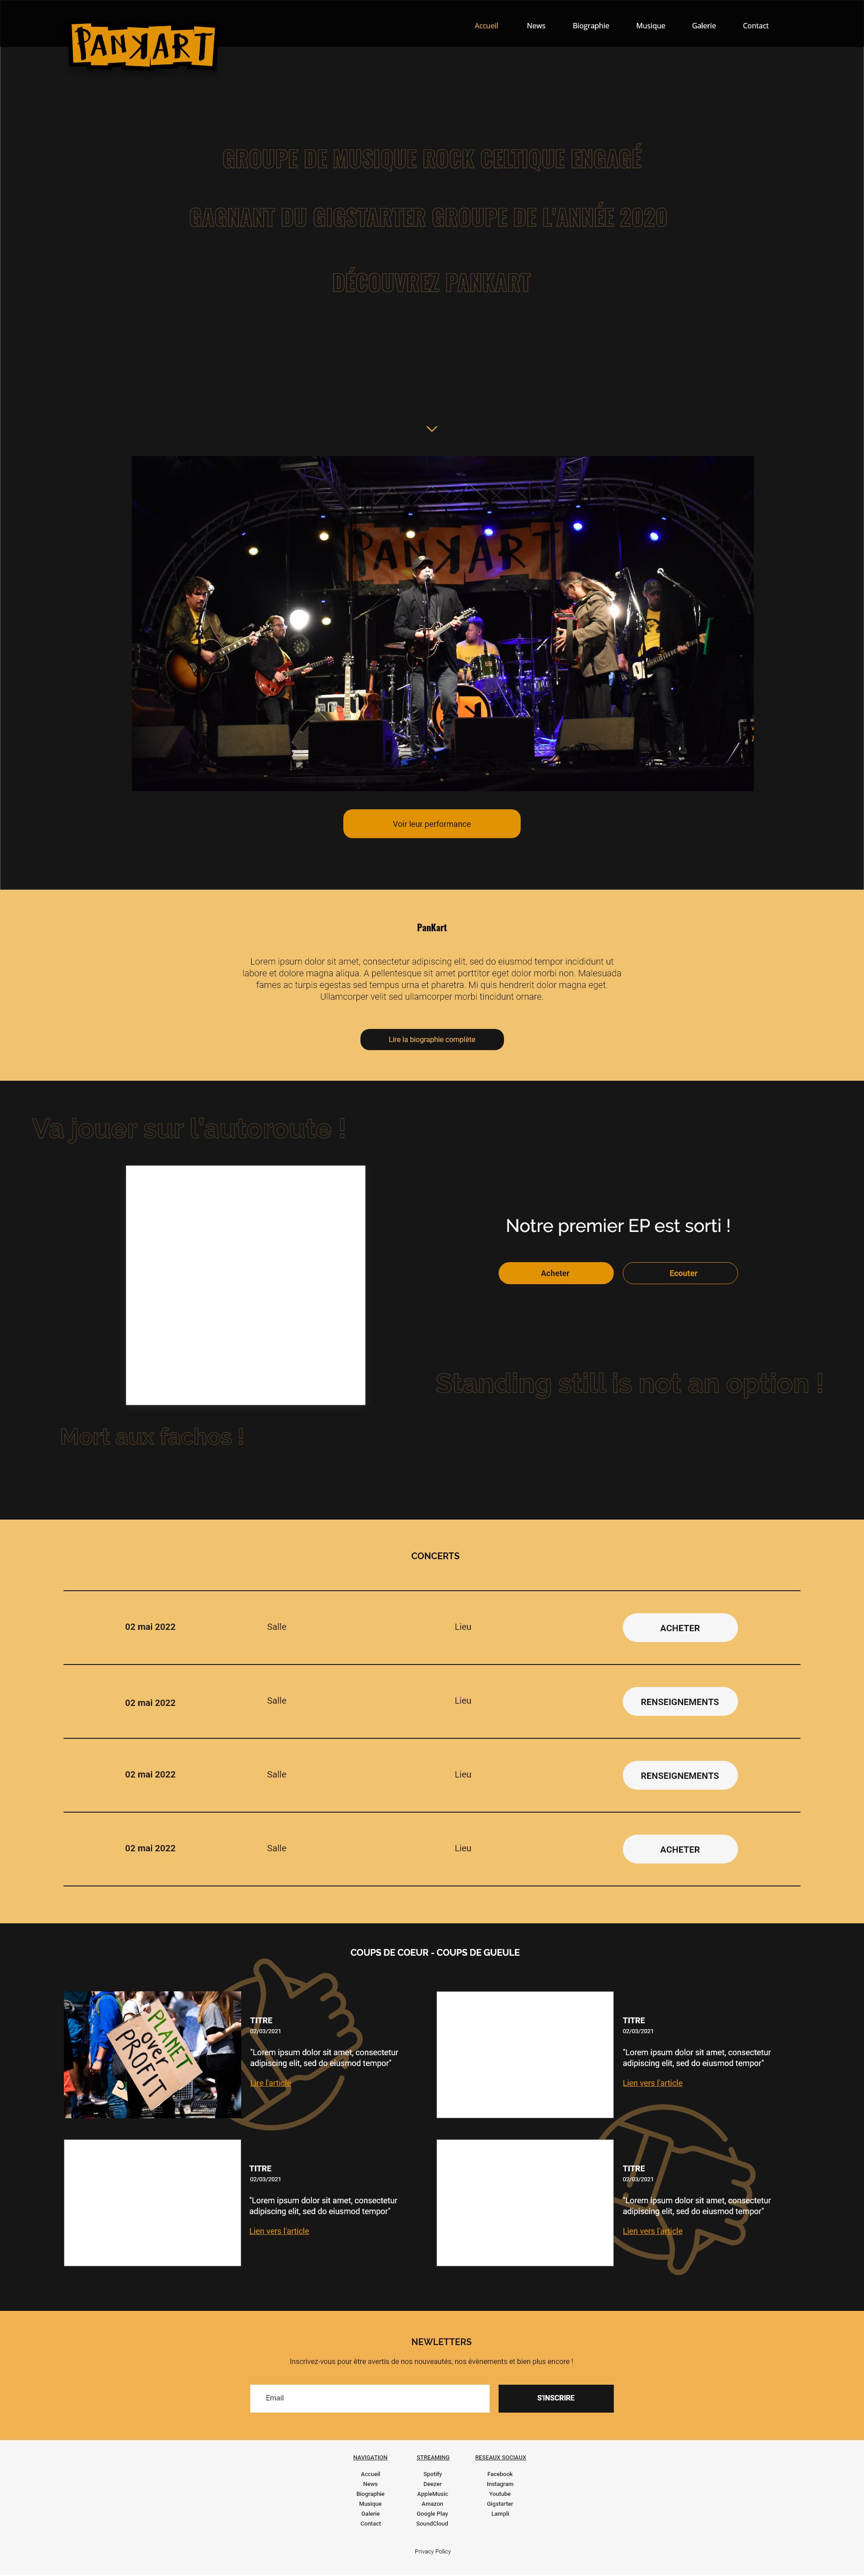 PANKART
Accueil News Biographie Musique Galerie Contact
GROUPE DE MUSIQUE ROCK CELTIQUE ENGAGÉ
GAGNANT DU GIGSTARTER GROUPE DE L'ANNÉE 2020
DÉCOUVREZ PANKART
PANKART
Voir leur performance
PanKart
Lorem ipsum dolor sit amet, consectetur adipiscing elit, sed do eiusmod tempor incididunt ut
labore et dolore magna aliqua. A pellentesque sit amet porttitor eget dolor morbi non. Malesuada
fames ac turpis egestas sed tempus urna et pharetra. Mi quis hendrerit dolor magna eget.
Ullamcorper velit sed ullamcorper morbi tincidunt ornare.
Lire la biographie complète
Va jouer sur l'autoroute !
Notre premier EP est sorti !
Acheter Ecouter
Standing still is not an option !
Mort aux fachos !
CONCERTS
02 mai 2022 Salle Lieu ACHETER
02 mai 2022 Salle Lieu RENSEIGNEMENTS
02 mai 2022 Salle Lieu RENSEIGNEMENTS
02 mai 2022 Salle Lieu ACHETER
COUPS DE COEUR - COUPS DE GUEULE
PLANET
over
PROFIT
TITRE
02/03/2021
"Lorem ipsum dolor sit amet, consectetur
adipiscing elit, sed do eiusmod tempor"
Lire l'article
TITRE
02/03/2021
"Lorem ipsum dolor sit amet, consectetur
adipiscing elit, sed do eiusmod tempor"
Lien vers l'article
TITRE
02/03/2021
"Lorem ipsum dolor sit amet, consectetur
adipiscing elit, sed do eiusmod tempor"
Lien vers l'article
TITRE
02/03/2021
"Lorem ipsum dolor sit amet, consectetur
adipiscing elit, sed do eiusmod tempor"
Lien vers l'article
NEWLETTERS
Inscrivez-vous pour être avertis de nos nouveautés, nos évènements et bien plus encore !
Email S'INSCRIRE
NAVIGATION
Accueil
News
Biographie
Musique
Galerie
Contact
STREAMING
Spotify
Deezer
AppleMusic
Amazon
Google Play
SoundCloud
RESEAUX SOCIAUX
Facebook
Instagram
Youtube
Gigstarter
Lampli
Privacy Policy